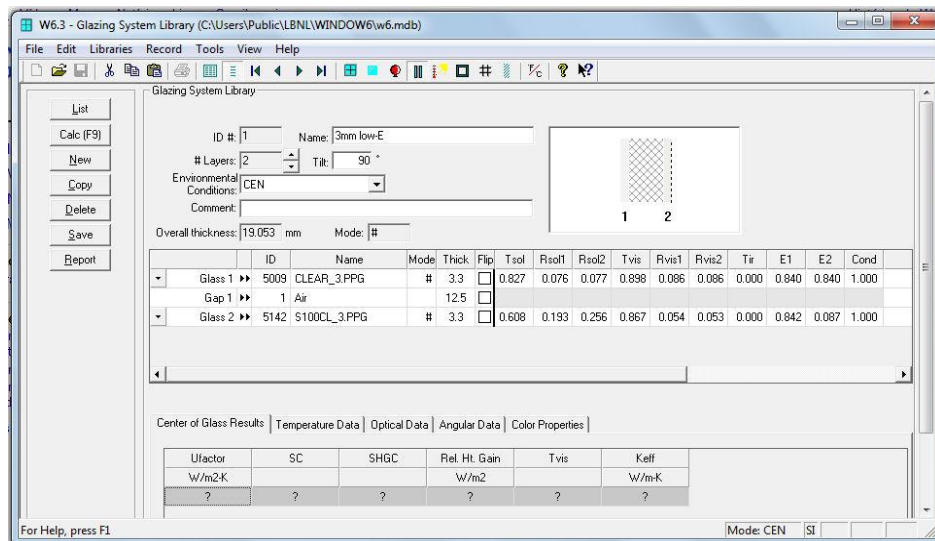 W6.3 - Glazing System Library (C:\Users\Public\LBNL\WINDOW6\w6.mdb)
File Edit Libraries Record Tools View Help
Glazing System Library
List
Calc (F9)
New
Copy
Delete
Save
Report
ID #: 1 Name: 3mm low-E
# Layers: 2 Tilt: 90 °
Environmental
Conditions: CEN
Comment:
Overall thickness: 19.053 mm Mode: #
1 2
ID Name Mode Thick Flip Tsol Rsol1 Rsol2 Tvis Rvis1 Rvis2 Tir E1 E2 Cond
Glass 1 5009 CLEAR_3.PPG # 3.3 0.827 0.076 0.077 0.898 0.086 0.086 0.000 0.840 0.840 1.000
Gap 1 1 Air 12.5
Glass 2 5142 S100CL_3.PPG # 3.3 0.608 0.193 0.256 0.867 0.054 0.053 0.000 0.842 0.087 1.000
Center of Glass Results Temperature Data Optical Data Angular Data Color Properties
Ufactor SC SHGC Rel. Ht. Gain Tvis Keff
W/m2-K W/m2 W/m-K
? ? ? ? ? ?
For Help, press F1 Mode: CEN SI